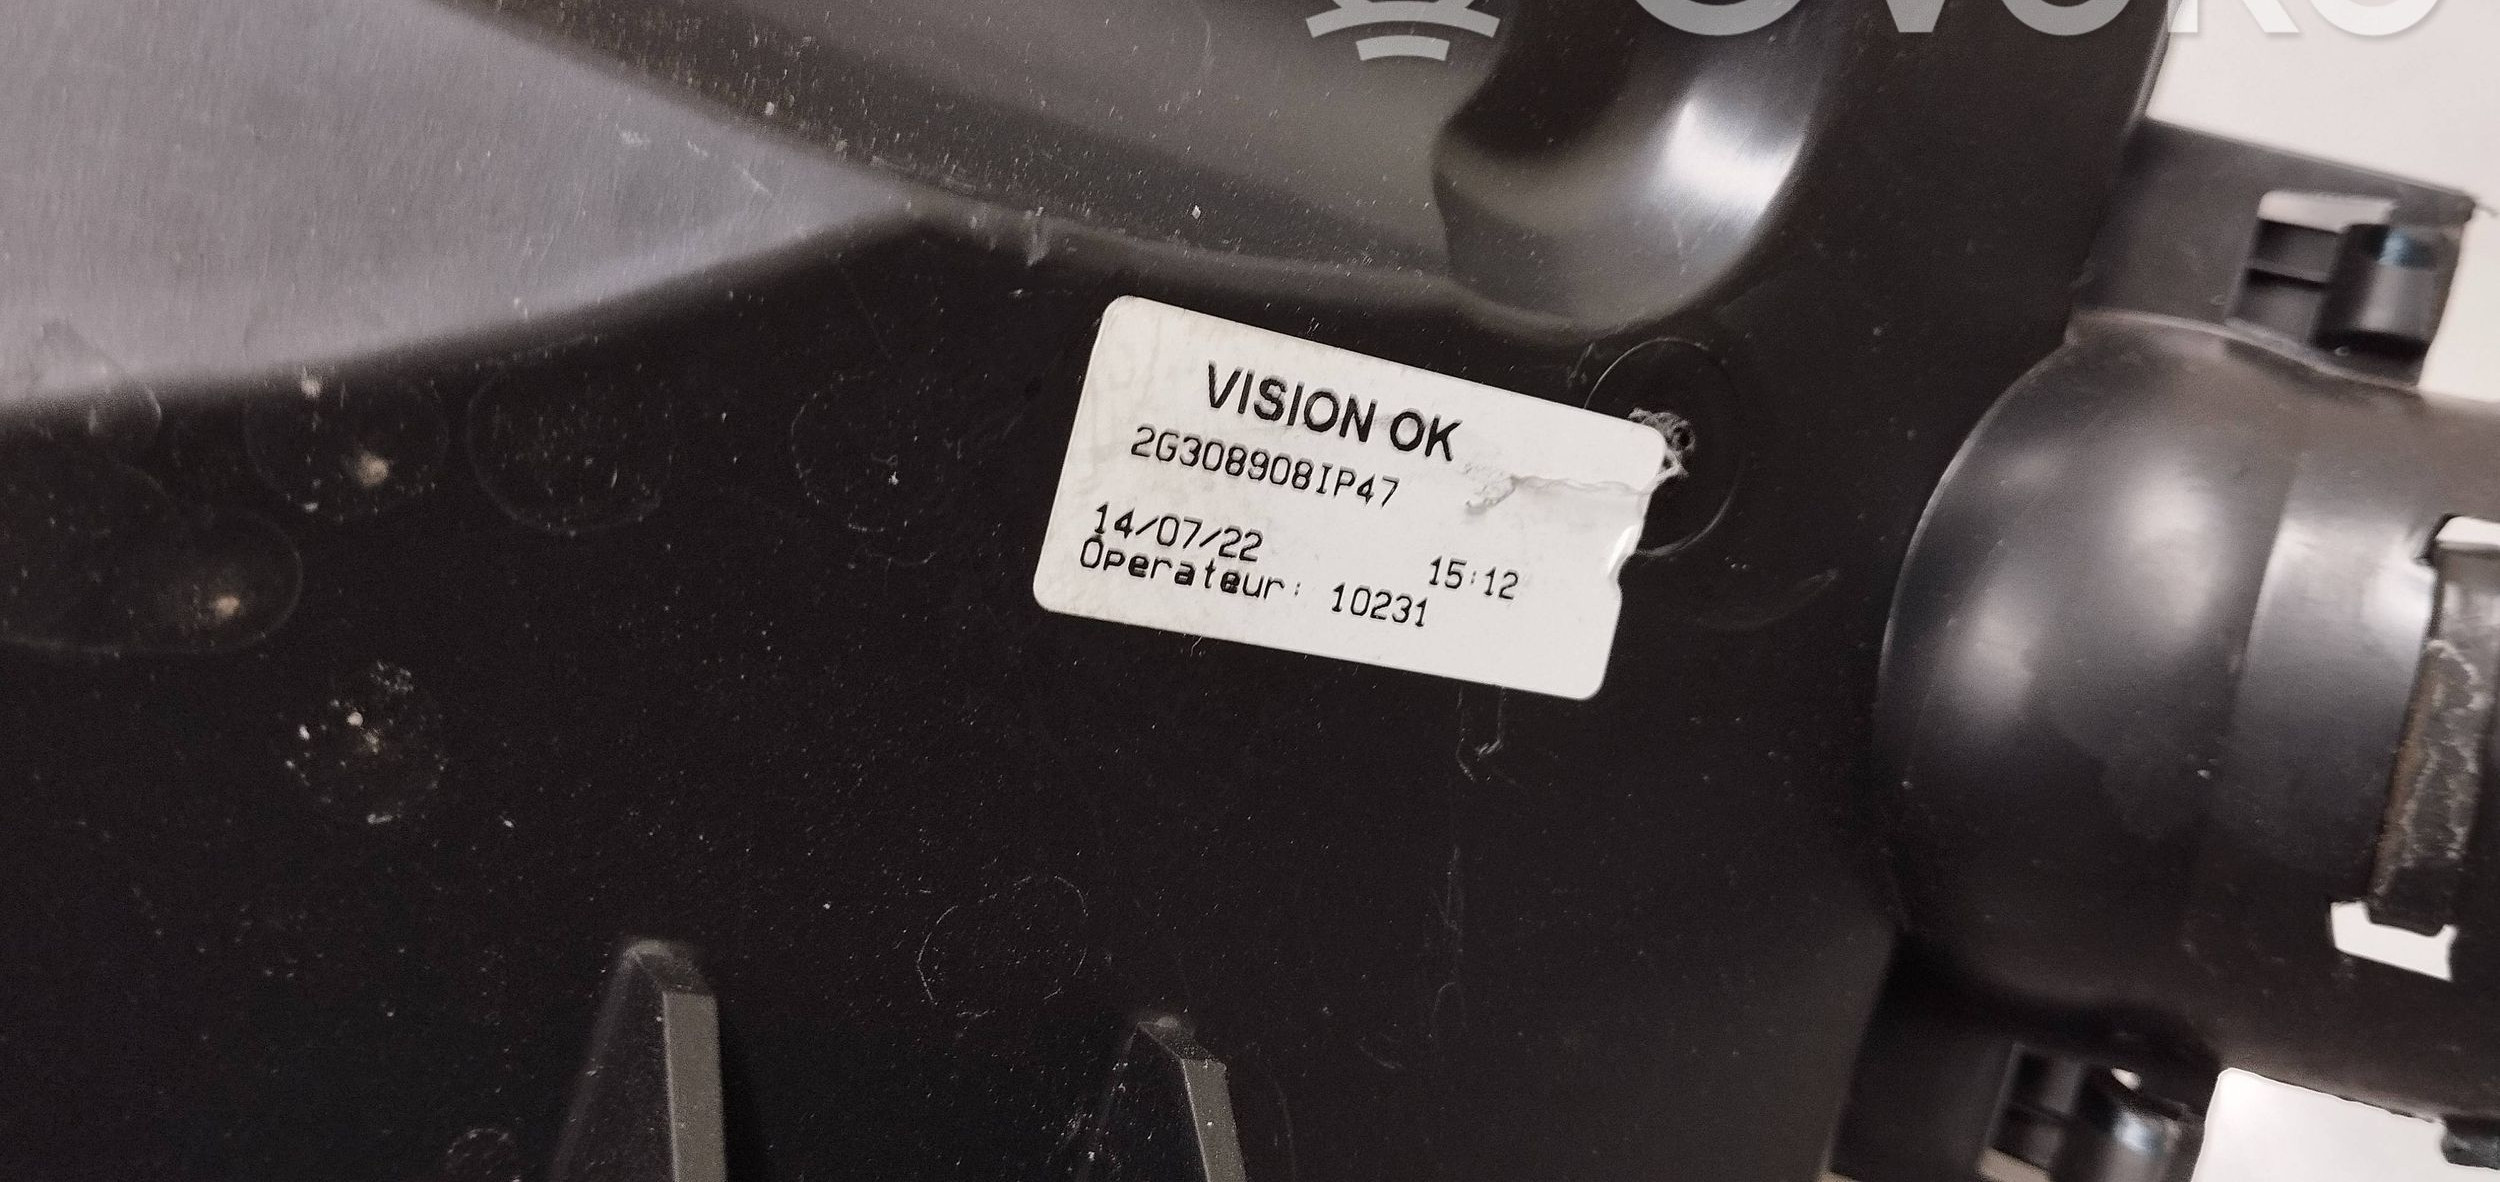 VISION OK
2G308908IP47
14/07/22 15:12
Operateur: 10231